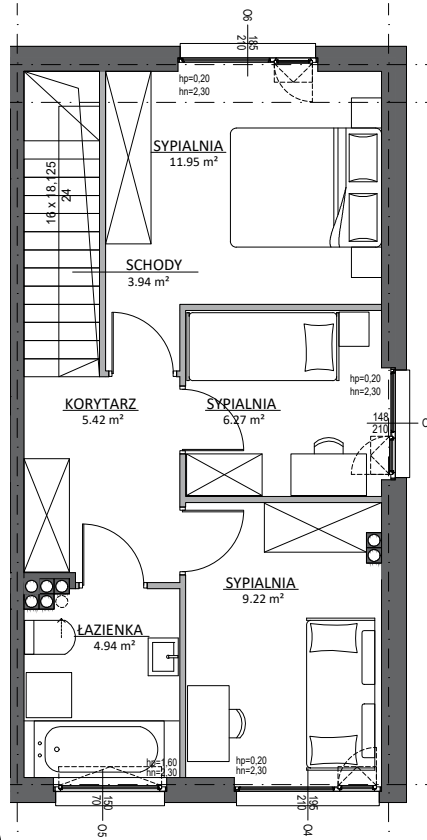 O6
185
210
hp=0,20
hn=2,30
SYPIALNIA
11.95 m²
16 x 18,125
24
SCHODY
3.94 m²
hp=0,20
hn=2,30
KORYTARZ
5.42 m²
SYPIALNIA
6.27 m²
148
210
SYPIALNIA
9.22 m²
ŁAZIENKA
4.94 m²
hp=1,60
hn=2,30
hp=0,20
hn=2,30
150
70
O5
195
210
O4